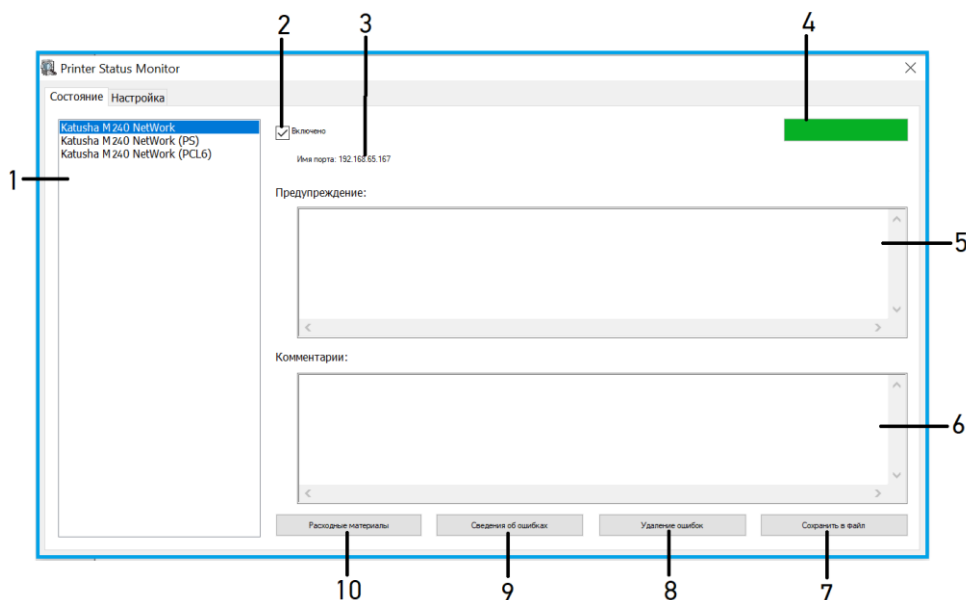 2 3 4
Printer Status Monitor
Состояние Настройка
Katusha M240 NetWork
Katusha M240 NetWork (PS)
Katusha M240 NetWork (PCL6)
Включено
Имя порта: 192.168.65.167
1
Предупреждение:
5
Комментарии:
6
Расходные материалы Сведения об ошибках Удаление ошибок Сохранить в файл
10 9 8 7